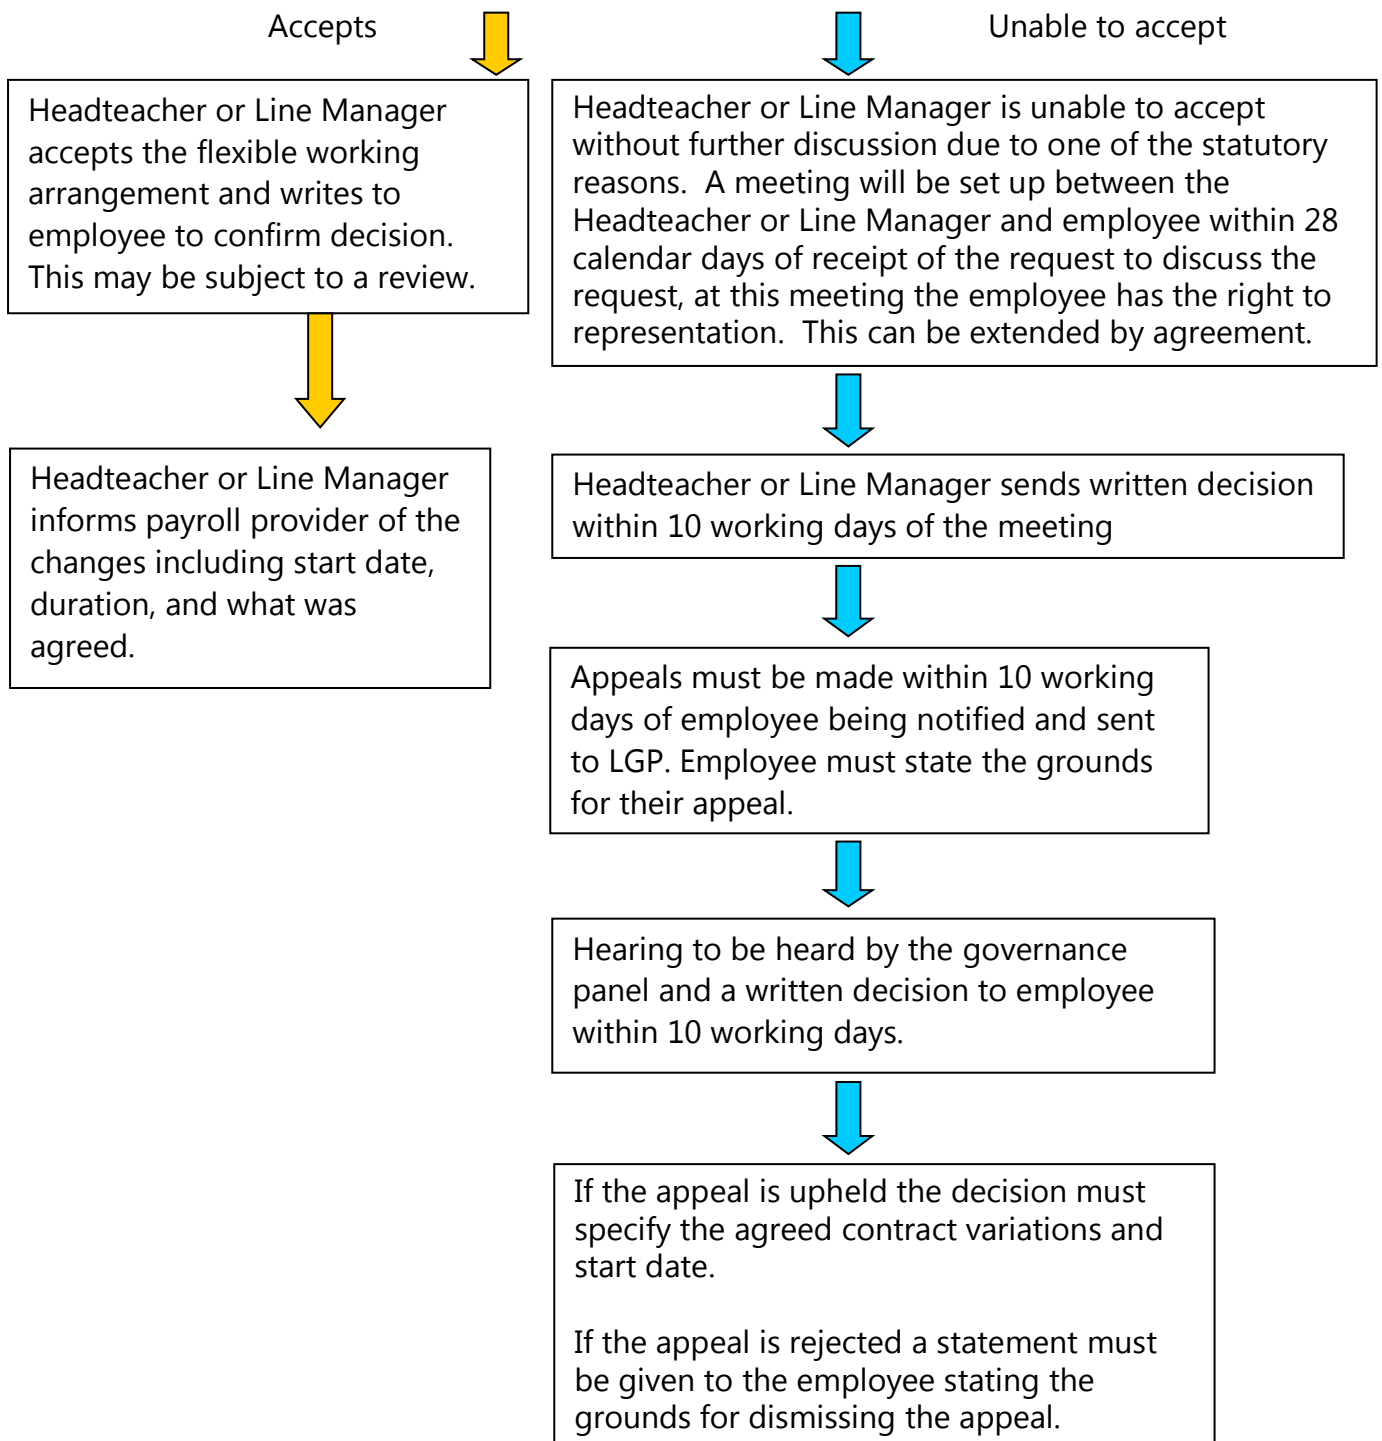 Accepts
Unable to accept
Headteacher or Line Manager
accepts the flexible working
arrangement and writes to
employee to confirm decision.
This may be subject to a review.
Headteacher or Line Manager
informs payroll provider of the
changes including start date,
duration, and what was
agreed.
Headteacher or Line Manager is unable to accept
without further discussion due to one of the statutory
reasons.  A meeting will be set up between the
Headteacher or Line Manager and employee within 28
calendar days of receipt of the request to discuss the
request, at this meeting the employee has the right to
representation.  This can be extended by agreement.
Headteacher or Line Manager sends written decision
within 10 working days of the meeting
Appeals must be made within 10 working
days of employee being notified and sent
to LGP. Employee must state the grounds
for their appeal.
Hearing to be heard by the governance
panel and a written decision to employee
within 10 working days.
If the appeal is upheld the decision must
specify the agreed contract variations and
start date.
If the appeal is rejected a statement must
be given to the employee stating the
grounds for dismissing the appeal.